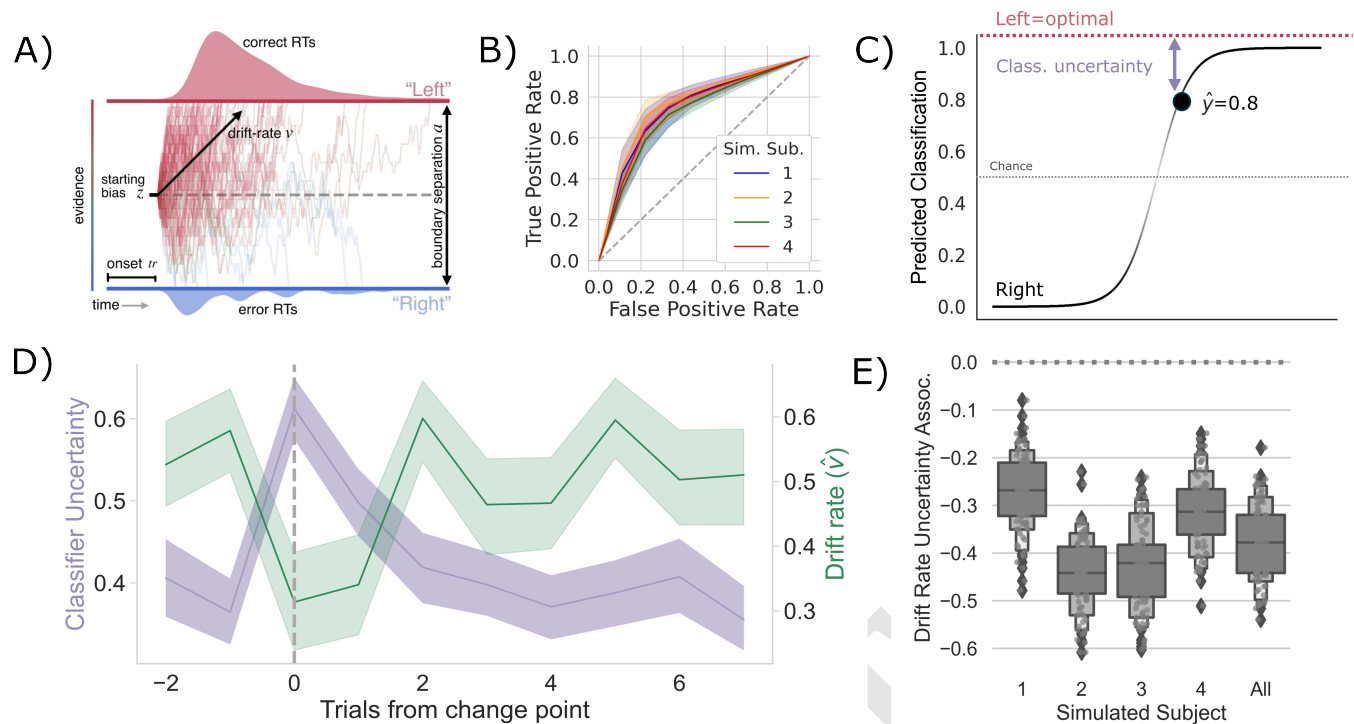 A)
correct RTs
"Left"
drift-rate v
starting
bias z
evidence
boundary separation a
onset tr
time
error RTs
"Right"
B)
True Positive Rate
1.0
0.8
0.6
0.4
0.2
0.0
Sim. Sub.
1
2
3
4
0.0 0.2 0.4 0.6 0.8 1.0
False Positive Rate
C)
Left=optimal
Predicted Classification
1.0
0.8
0.6
0.4
0.2
0.0
Class. uncertainty
ŷ=0.8
Chance
Right
D)
Classifier Uncertainty
0.6
0.5
0.4
Drift rate (v̂)
0.6
0.5
0.4
0.3
−2 0 2 4 6
Trials from change point
E)
Drift Rate Uncertainty Assoc.
0.0
−0.1
−0.2
−0.3
−0.4
−0.5
−0.6
1 2 3 4 All
Simulated Subject